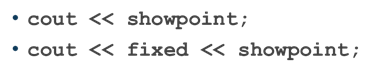 • cout << showpoint;
• cout << fixed << showpoint;